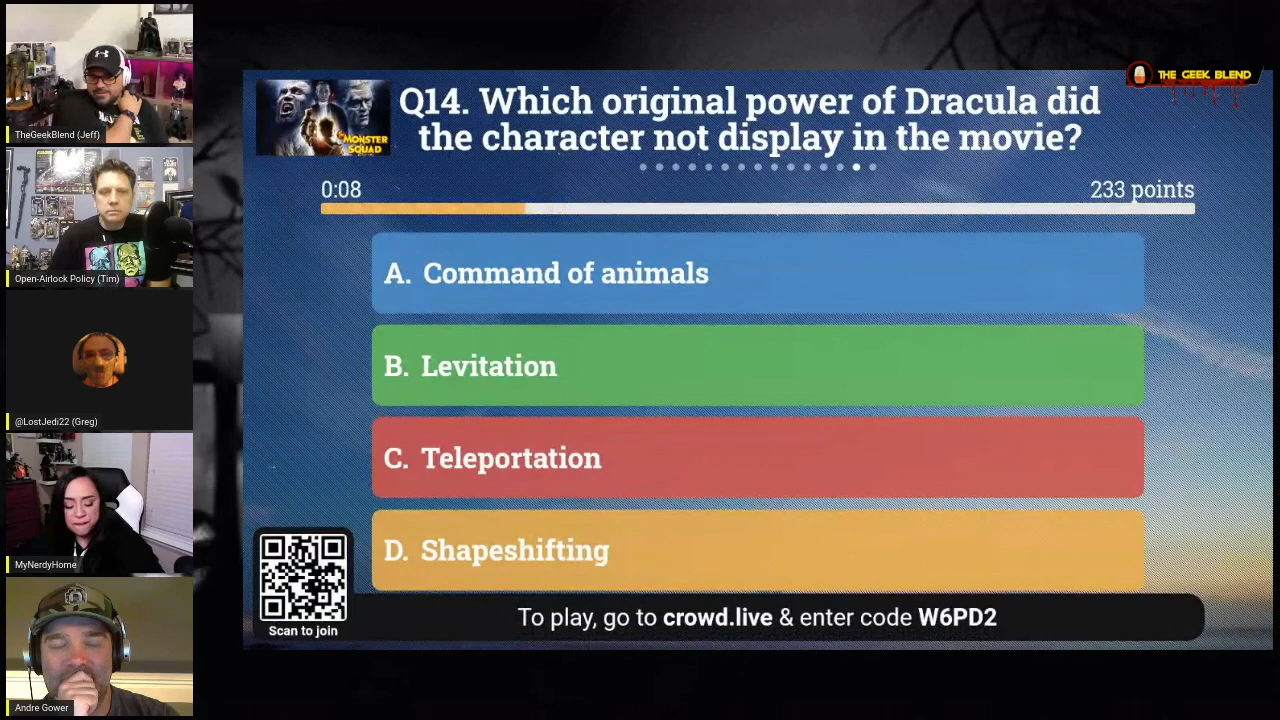 TheGeekBlend (Jeff)
Open-Airlock Policy (Tim)
@LostJedi22 (Greg)
MyNerdyHome
Andre Gower
THE GEEK BLEND
MONSTER
SQUAD
Q14. Which original power of Dracula did
the character not display in the movie?
0:08
233 points
A. Command of animals
B. Levitation
C. Teleportation
D. Shapeshifting
Scan to join
To play, go to crowd.live & enter code W6PD2